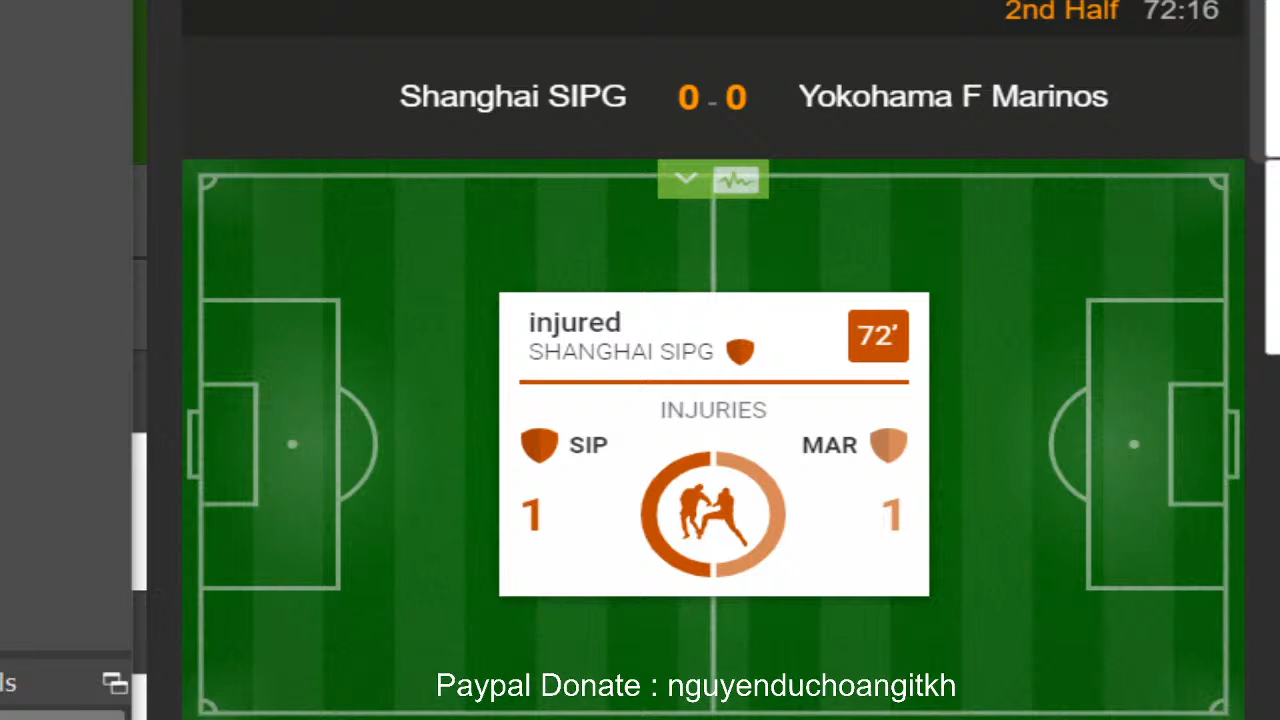 2nd Half 72:16
Shanghai SIPG 0 - 0 Yokohama F Marinos
injured
SHANGHAI SIPG
72’
INJURIES
SIP MAR
1 1
ls
Paypal Donate : nguyenduchoangitkh